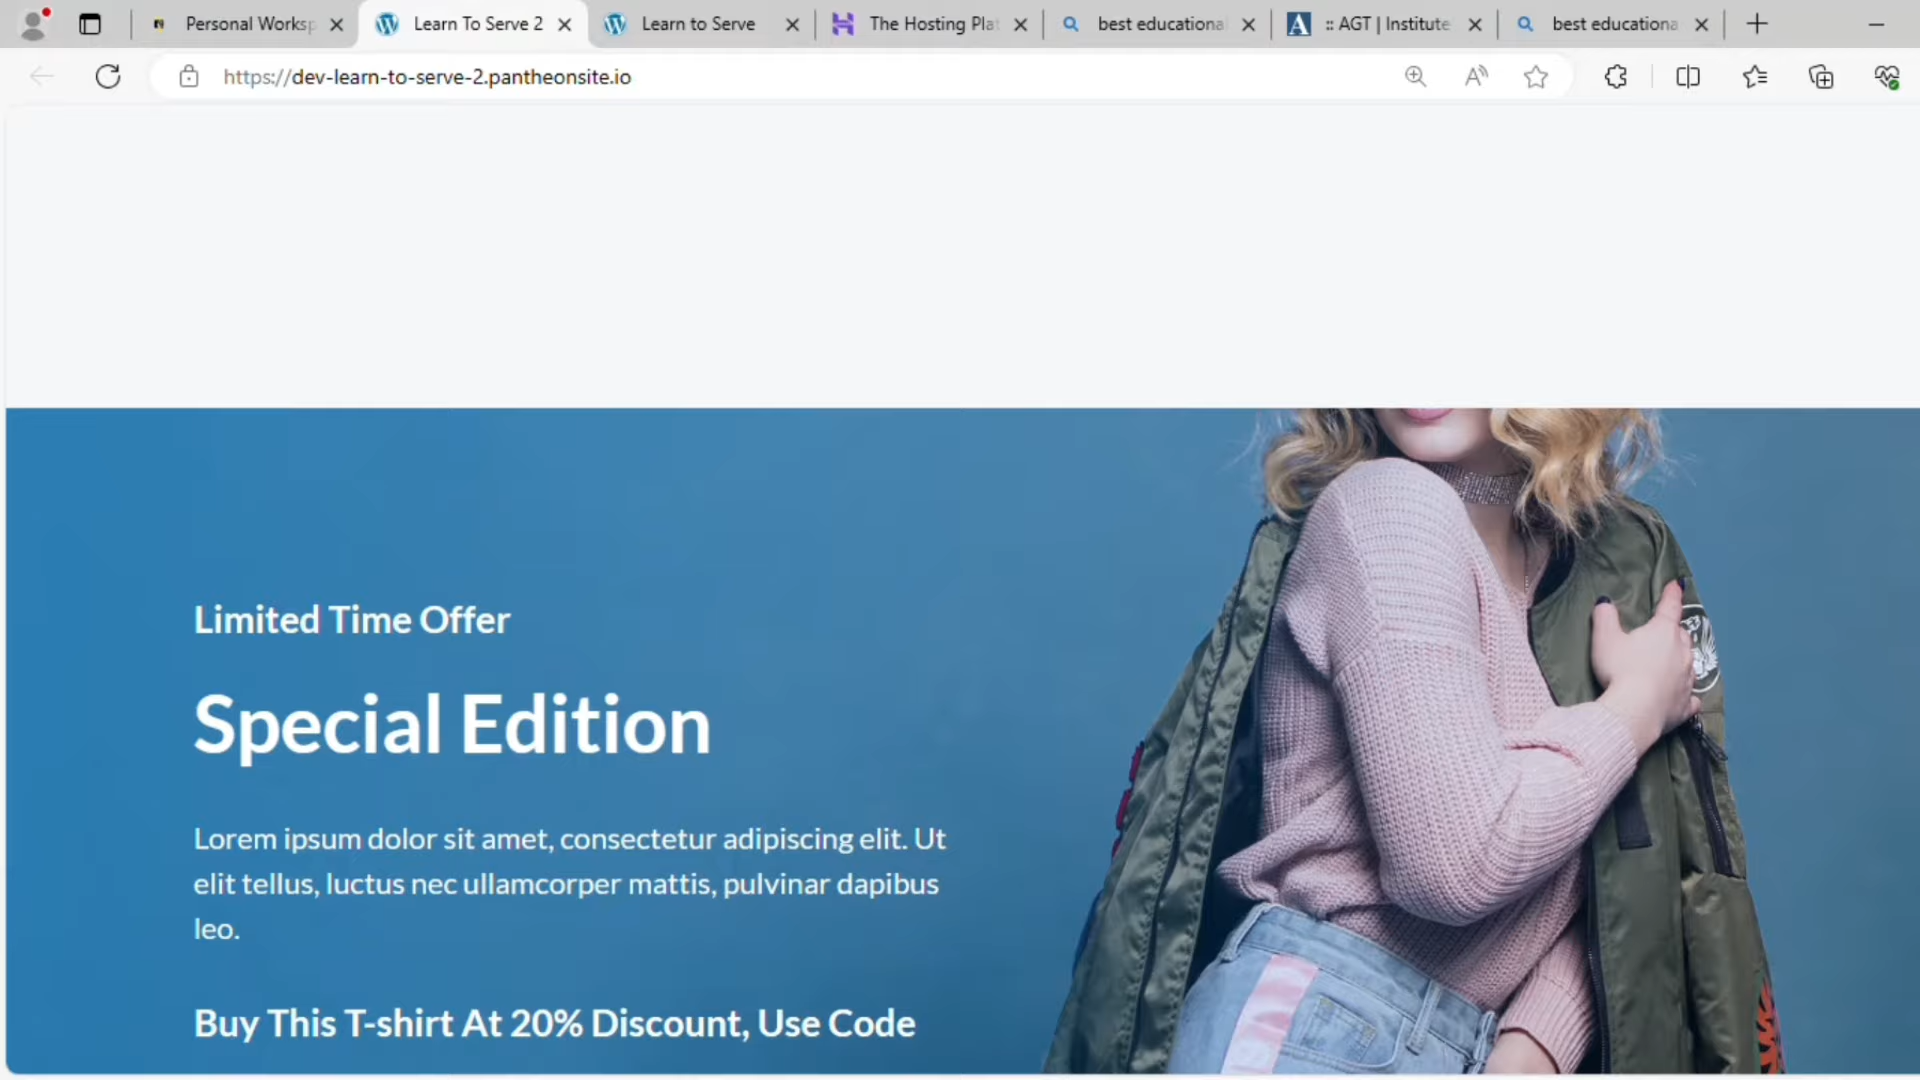 Personal Worksp
Learn To Serve 2
Learn to Serve
The Hosting Plat
best educationa
:: AGT | Institute
best educationa
https://dev-learn-to-serve-2.pantheonsite.io
Limited Time Offer
Special Edition
Lorem ipsum dolor sit amet, consectetur adipiscing elit. Ut
elit tellus, luctus nec ullamcorper mattis, pulvinar dapibus
leo.
Buy This T-shirt At 20% Discount, Use Code